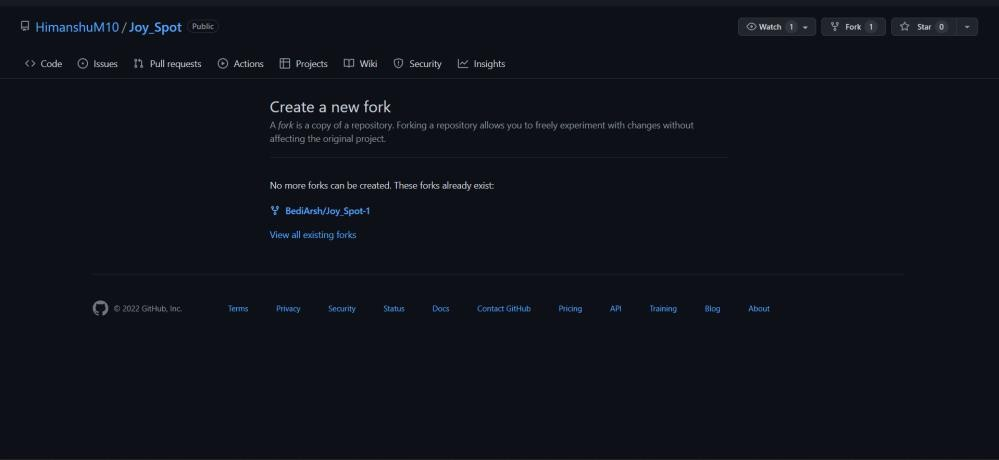 HimanshuM10 / Joy_Spot Public
Watch 1
Fork 1
Star 0
Code Issues Pull requests Actions Projects Wiki Security Insights
Create a new fork
A fork is a copy of a repository. Forking a repository allows you to freely experiment with changes without
affecting the original project.
No more forks can be created. These forks already exist:
BediArsh/Joy_Spot-1
View all existing forks
© 2022 GitHub, Inc. Terms Privacy Security Status Docs Contact GitHub Pricing API Training Blog About